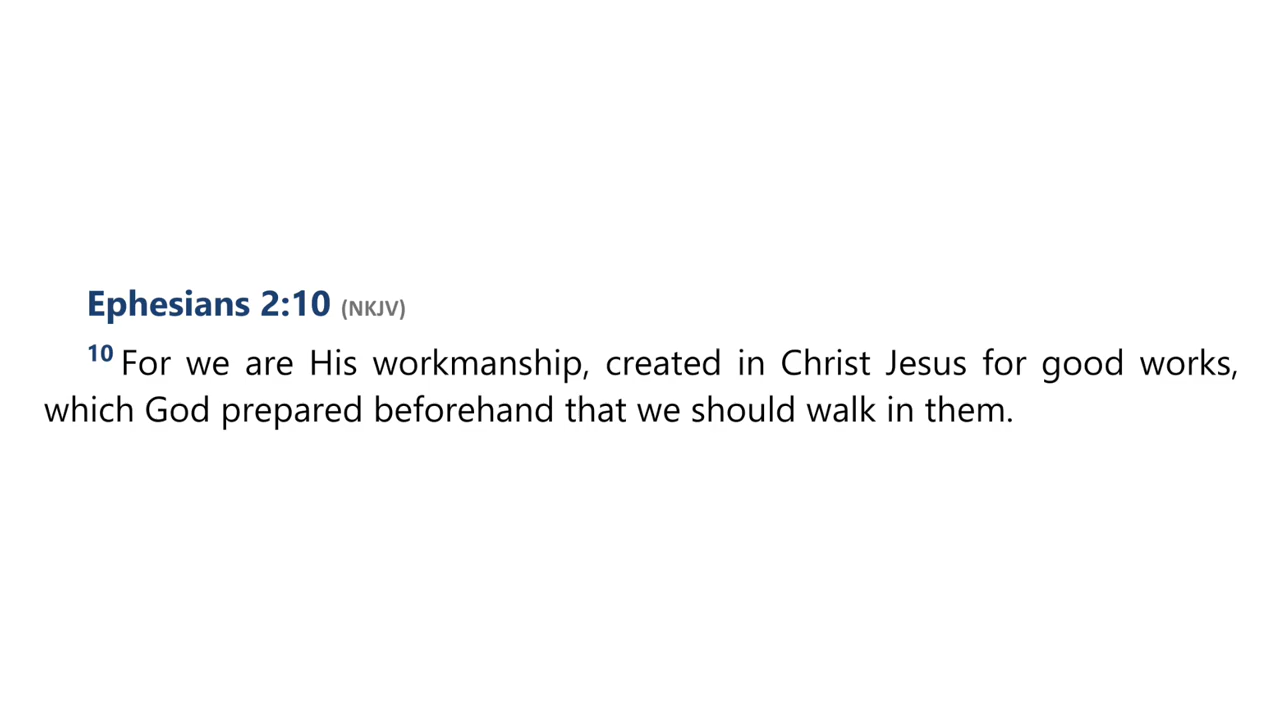 Ephesians 2:10 (NKJV)
10 For we are His workmanship, created in Christ Jesus for good works,
which God prepared beforehand that we should walk in them.